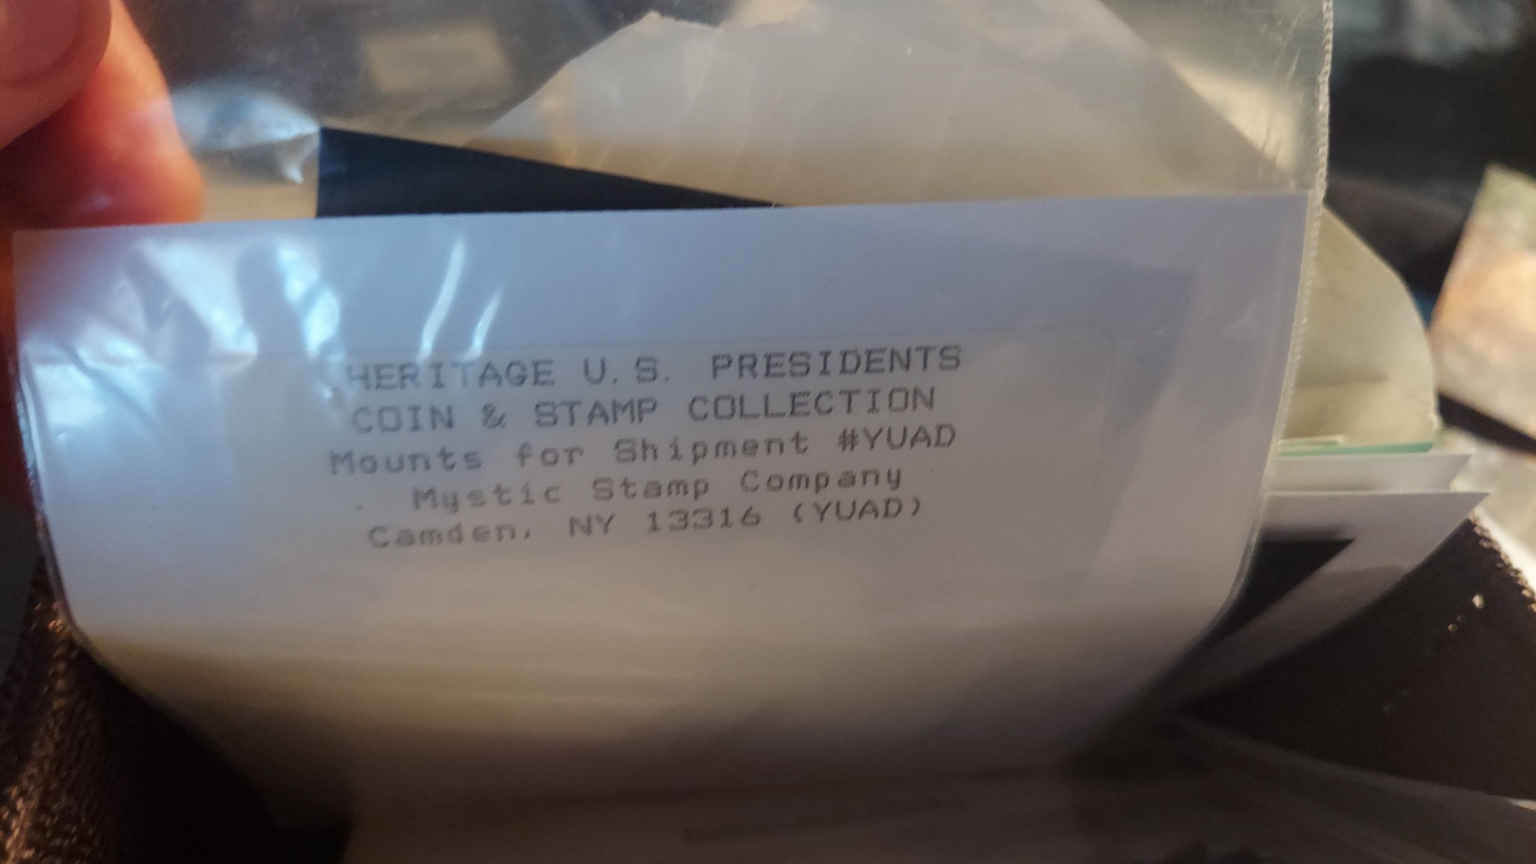 HERITAGE U.S. PRESIDENTS
COIN & STAMP COLLECTION
Mounts for Shipment #YUAD
Mystic Stamp Company
Camden, NY 13316 (YUAD)